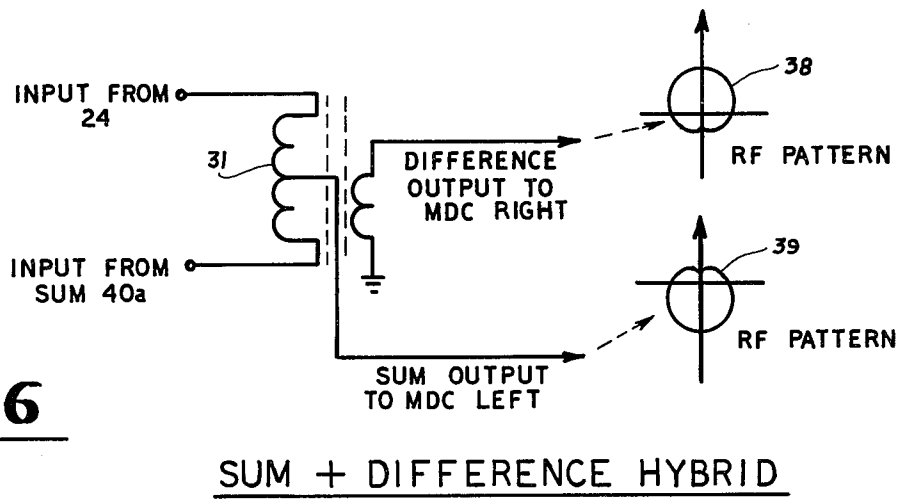 INPUT FROM
24
31
INPUT FROM
SUM 40a
DIFFERENCE
OUTPUT TO
MDC RIGHT
38
RF PATTERN
39
RF PATTERN
SUM OUTPUT
TO MDC LEFT
6
SUM + DIFFERENCE HYBRID